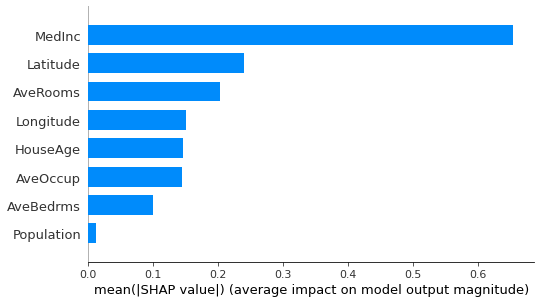 MedInc
Latitude
AveRooms
Longitude
HouseAge
AveOccup
AveBedrms
Population
0.0 0.1 0.2 0.3 0.4 0.5 0.6
mean(|SHAP value|) (average impact on model output magnitude)